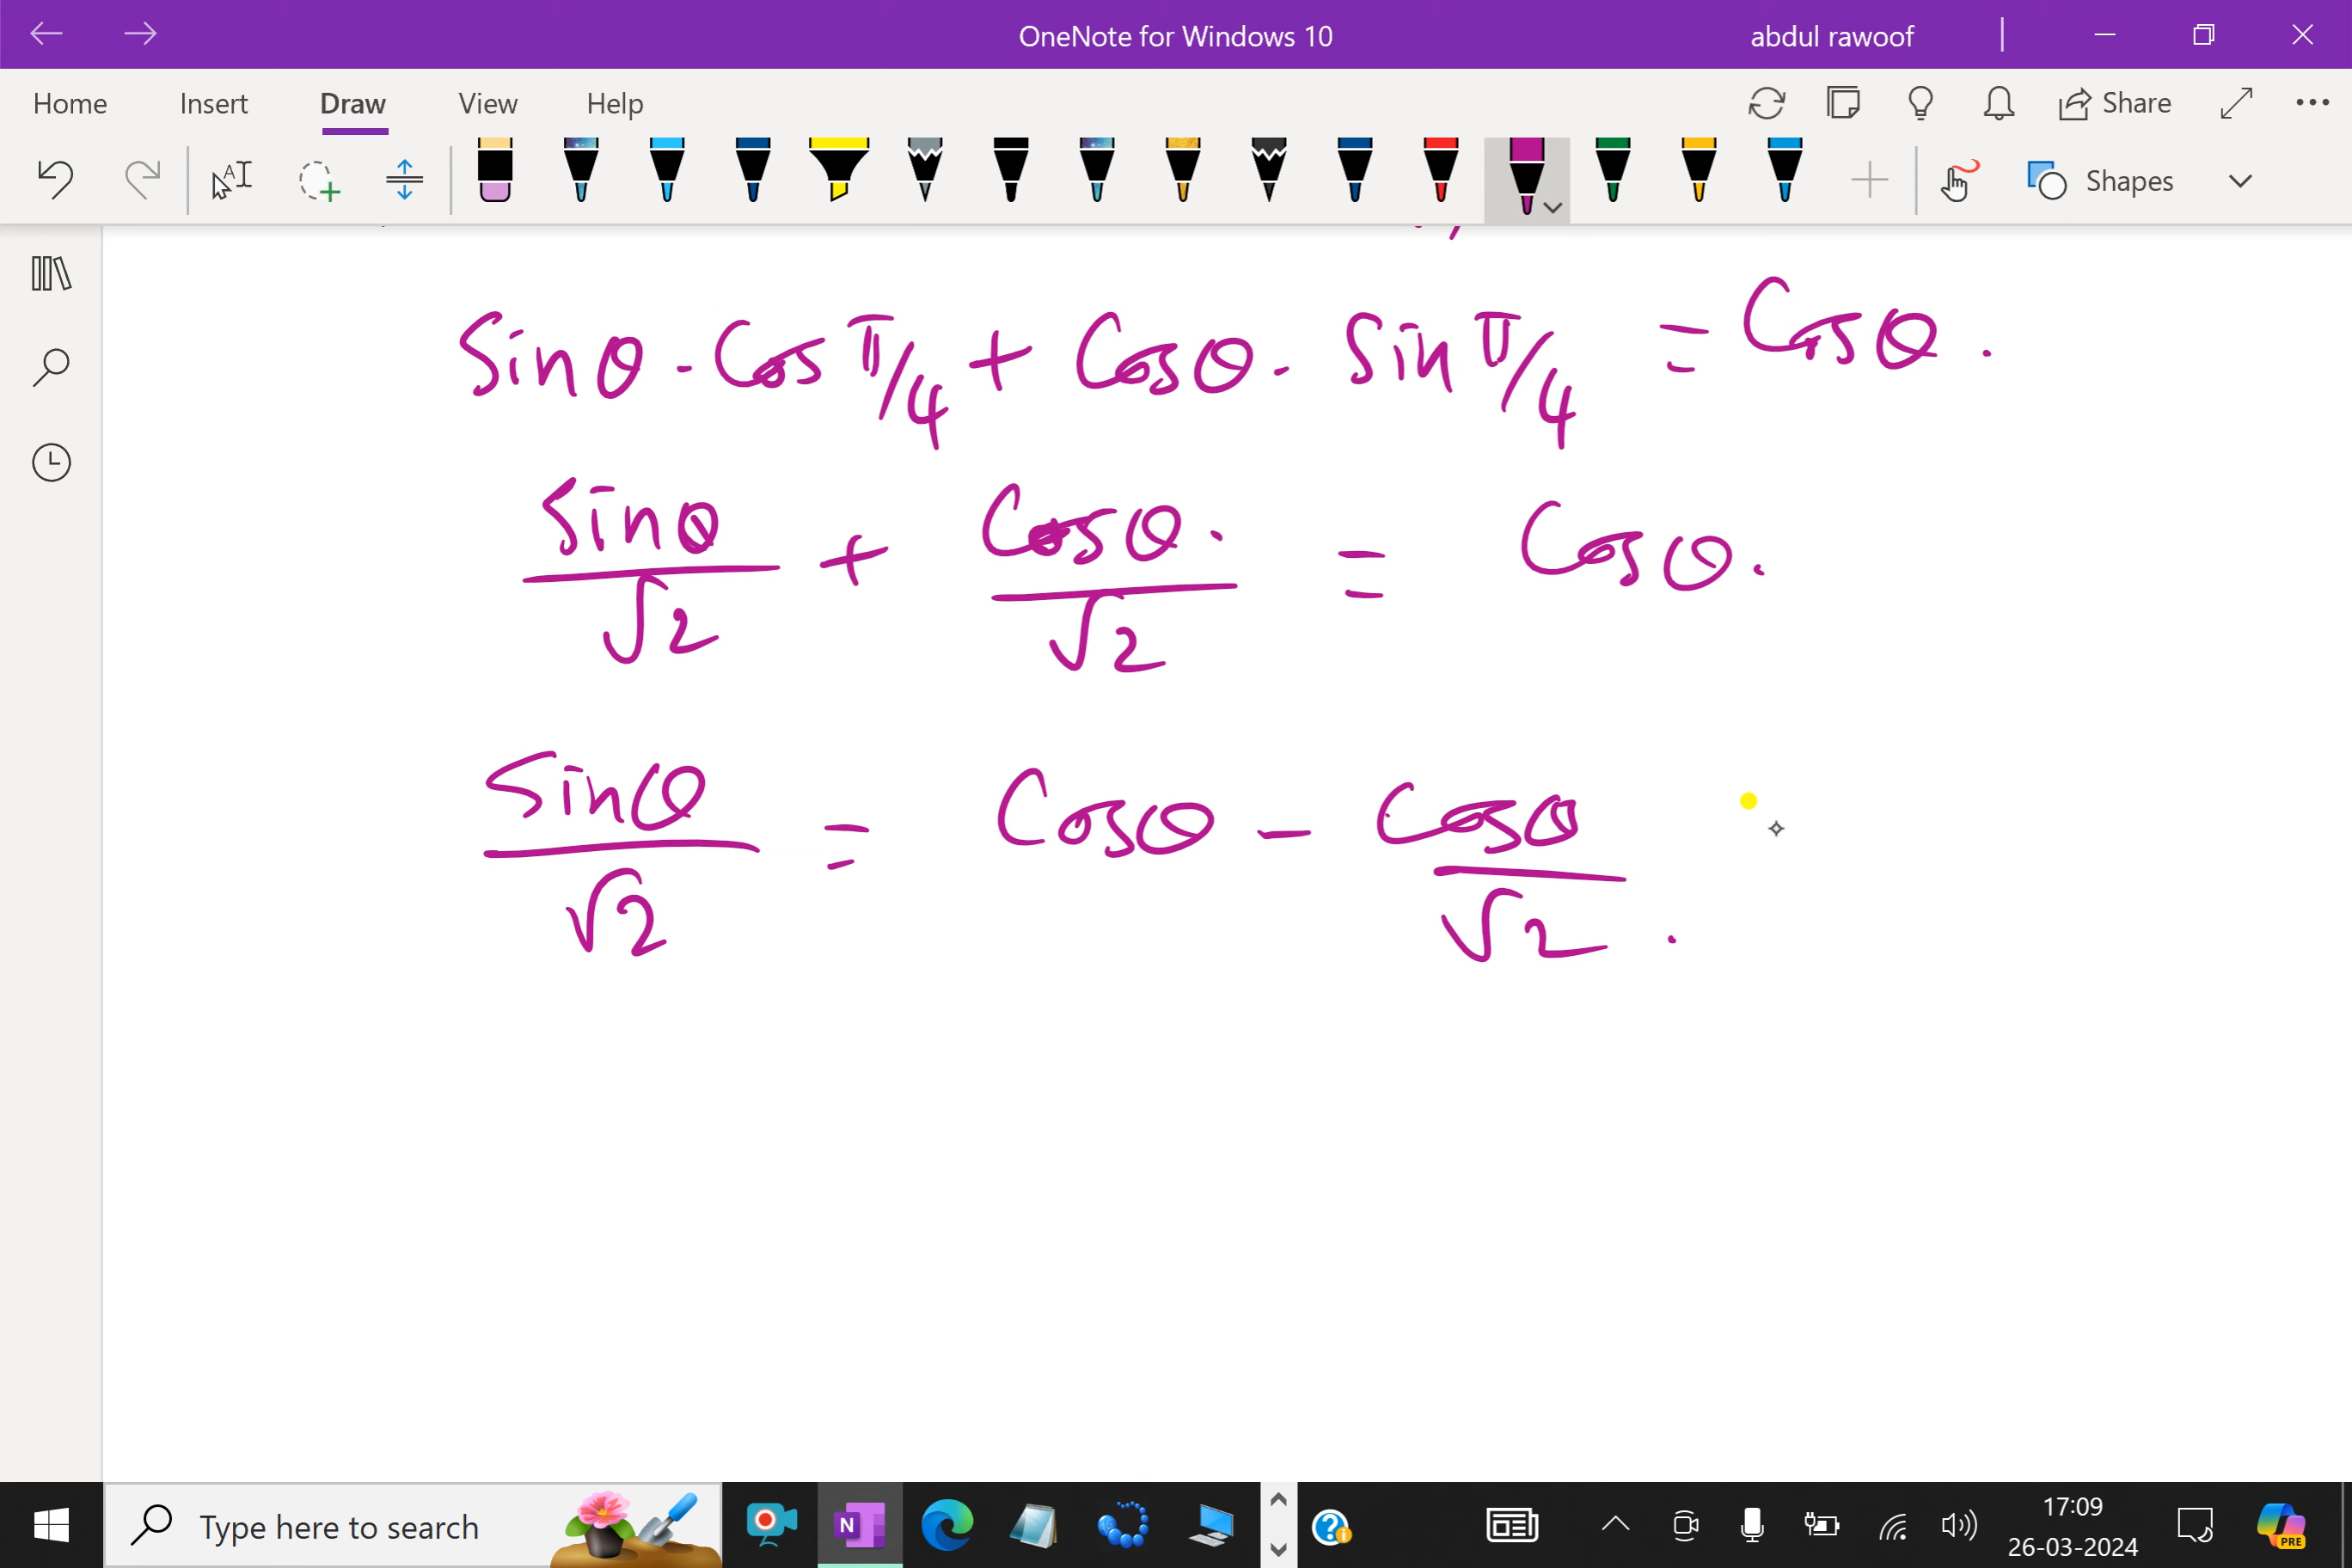 OneNote for Windows 10 abdul rawoof
Home Insert Draw View Help Share
Shapes
Sinθ · Cos π/4 + Cosθ · Sin π/4 = Cosθ .
Sinθ/√2 + Cosθ ·/√2 = Cosθ .
Sinθ/√2 = Cosθ − Cosθ/√2 .
Type here to search
17:09
26-03-2024
PRE